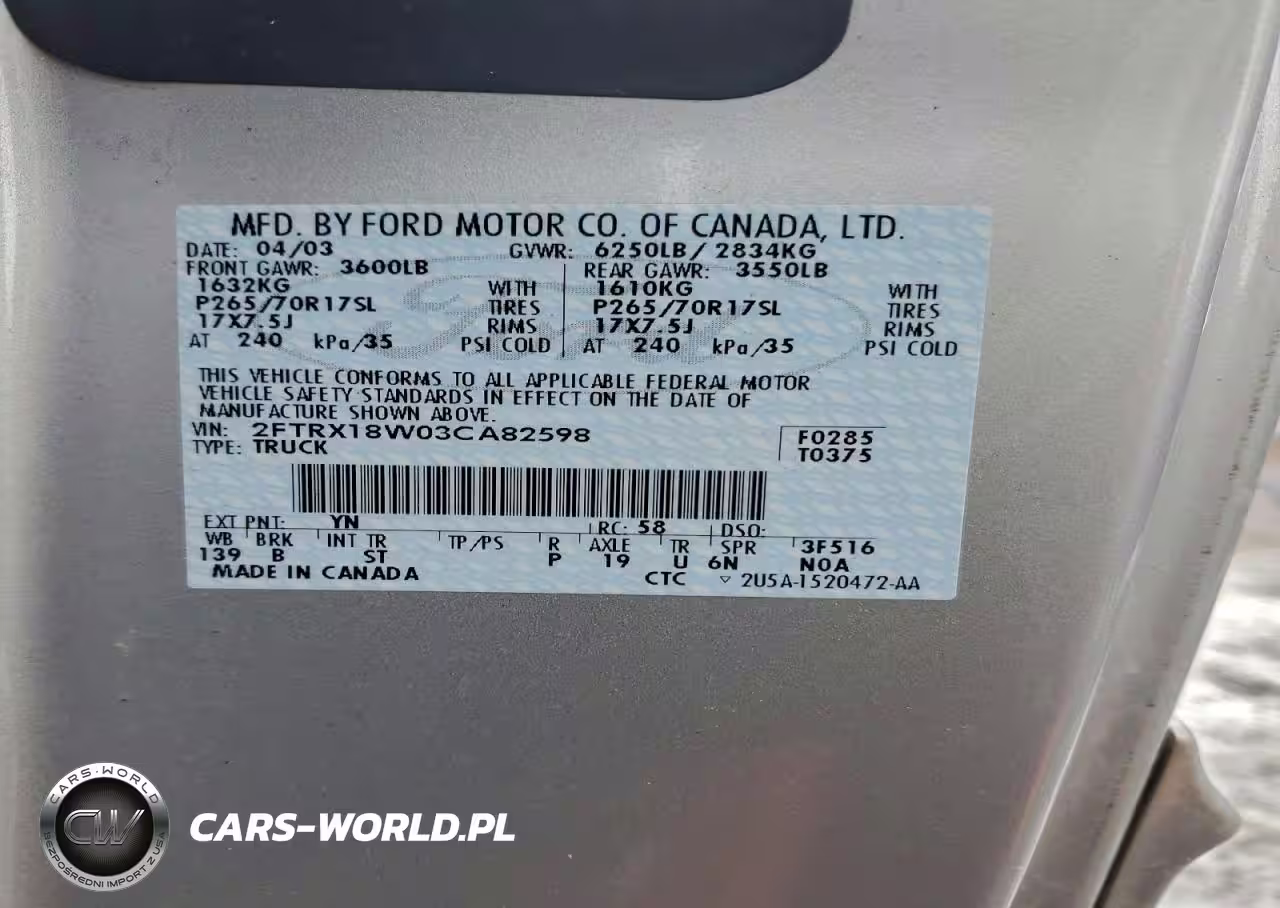 MFD. BY FORD MOTOR CO. OF CANADA, LTD.
DATE: 04/03 GVWR: 6250LB/ 2834KG
FRONT GAWR: 3600LB REAR GAWR: 3550LB
1632KG WITH 1610KG WITH
P265/70R17SL TIRES P265/70R17SL TIRES
17X7.5J RIMS 17X7.5J RIMS
AT 240 kPa/35 PSI COLD AT 240 kPa/35 PSI COLD
THIS VEHICLE CONFORMS TO ALL APPLICABLE FEDERAL MOTOR
VEHICLE SAFETY STANDARDS IN EFFECT ON THE DATE OF
MANUFACTURE SHOWN ABOVE.
VIN: 2FTRX18W03CA82598 F0285
TYPE: TRUCK T0375
EXT PNT: YN RC: 58 DSO:
WB BRK INT TR TP/PS R AXLE TR SPR 3F516
139 B ST P 19 U 6N N0A
MADE IN CANADA CTC ▽ 2U5A-1520472-AA
CARS-WORLD
CW
BEZPOŚREDNI IMPORT Z USA
CARS-WORLD.PL